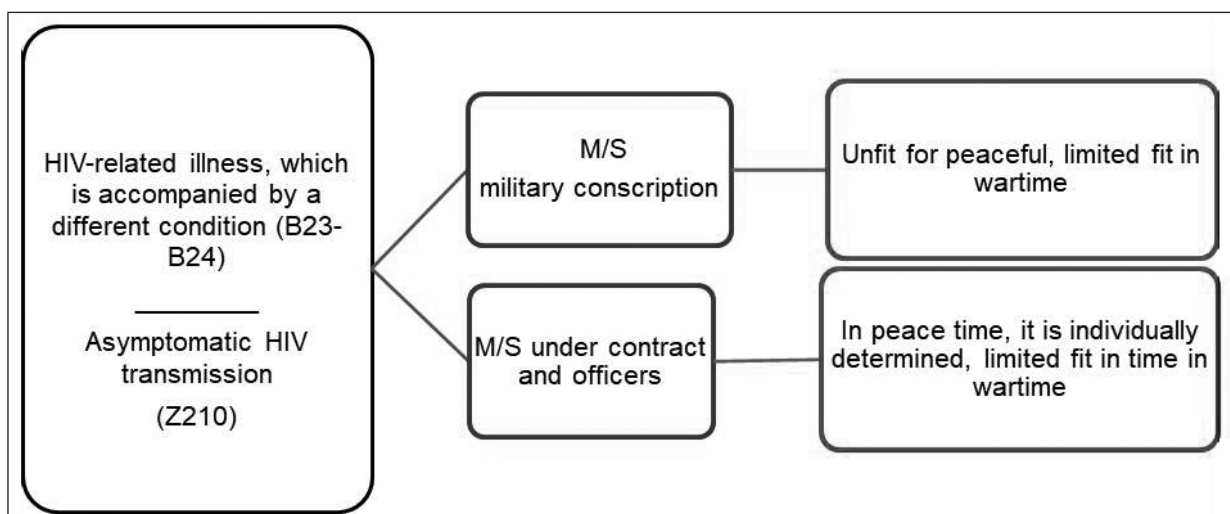 HIV-related illness, which
is accompanied by a
different condition (B23-
B24)
Asymptomatic HIV
transmission
(Z210)
M/S
military conscription
Unfit for peaceful, limited fit in
wartime
M/S under contract
and officers
In peace time, it is individually
determined, limited fit in time in
wartime